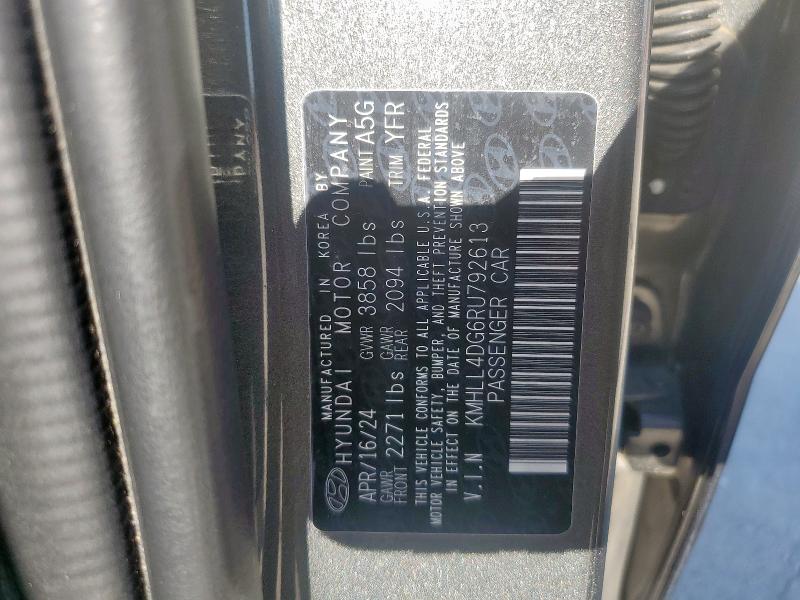 MANUFACTURED IN KOREA BY
HYUNDAI MOTOR COMPANY
APR/16/24 GVWR 3858 lbs PAINT A5G
GAWR FRONT 2271 lbs GAWR REAR 2094 lbs TRIM YFR
THIS VEHICLE CONFORMS TO ALL APPLICABLE U.S.A. FEDERAL
MOTOR VEHICLE SAFETY, BUMPER, AND THEFT PREVENTION STANDARDS
IN EFFECT ON THE DATE OF MANUFACTURE SHOWN ABOVE
V.I.N KMHLL4DG6RU792613
PASSENGER CAR